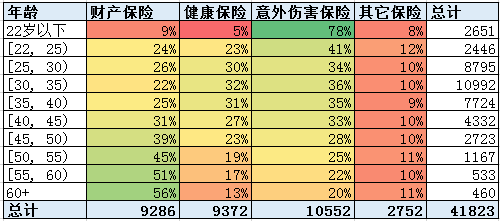 年龄 财产保险 健康保险 意外伤害保险 其它保险 总计
22岁以下 9% 5% 78% 8% 2651
[22, 25) 24% 23% 41% 12% 2446
[25, 30) 26% 30% 34% 10% 8795
[30, 35) 22% 32% 36% 10% 10992
[35, 40) 25% 31% 35% 9% 7724
[40, 45) 31% 27% 33% 10% 4332
[45, 50) 39% 23% 28% 10% 2723
[50, 55) 45% 19% 25% 11% 1167
[55, 60) 51% 17% 22% 10% 533
60+ 56% 13% 20% 11% 460
总计 9286 9372 10552 2752 41823